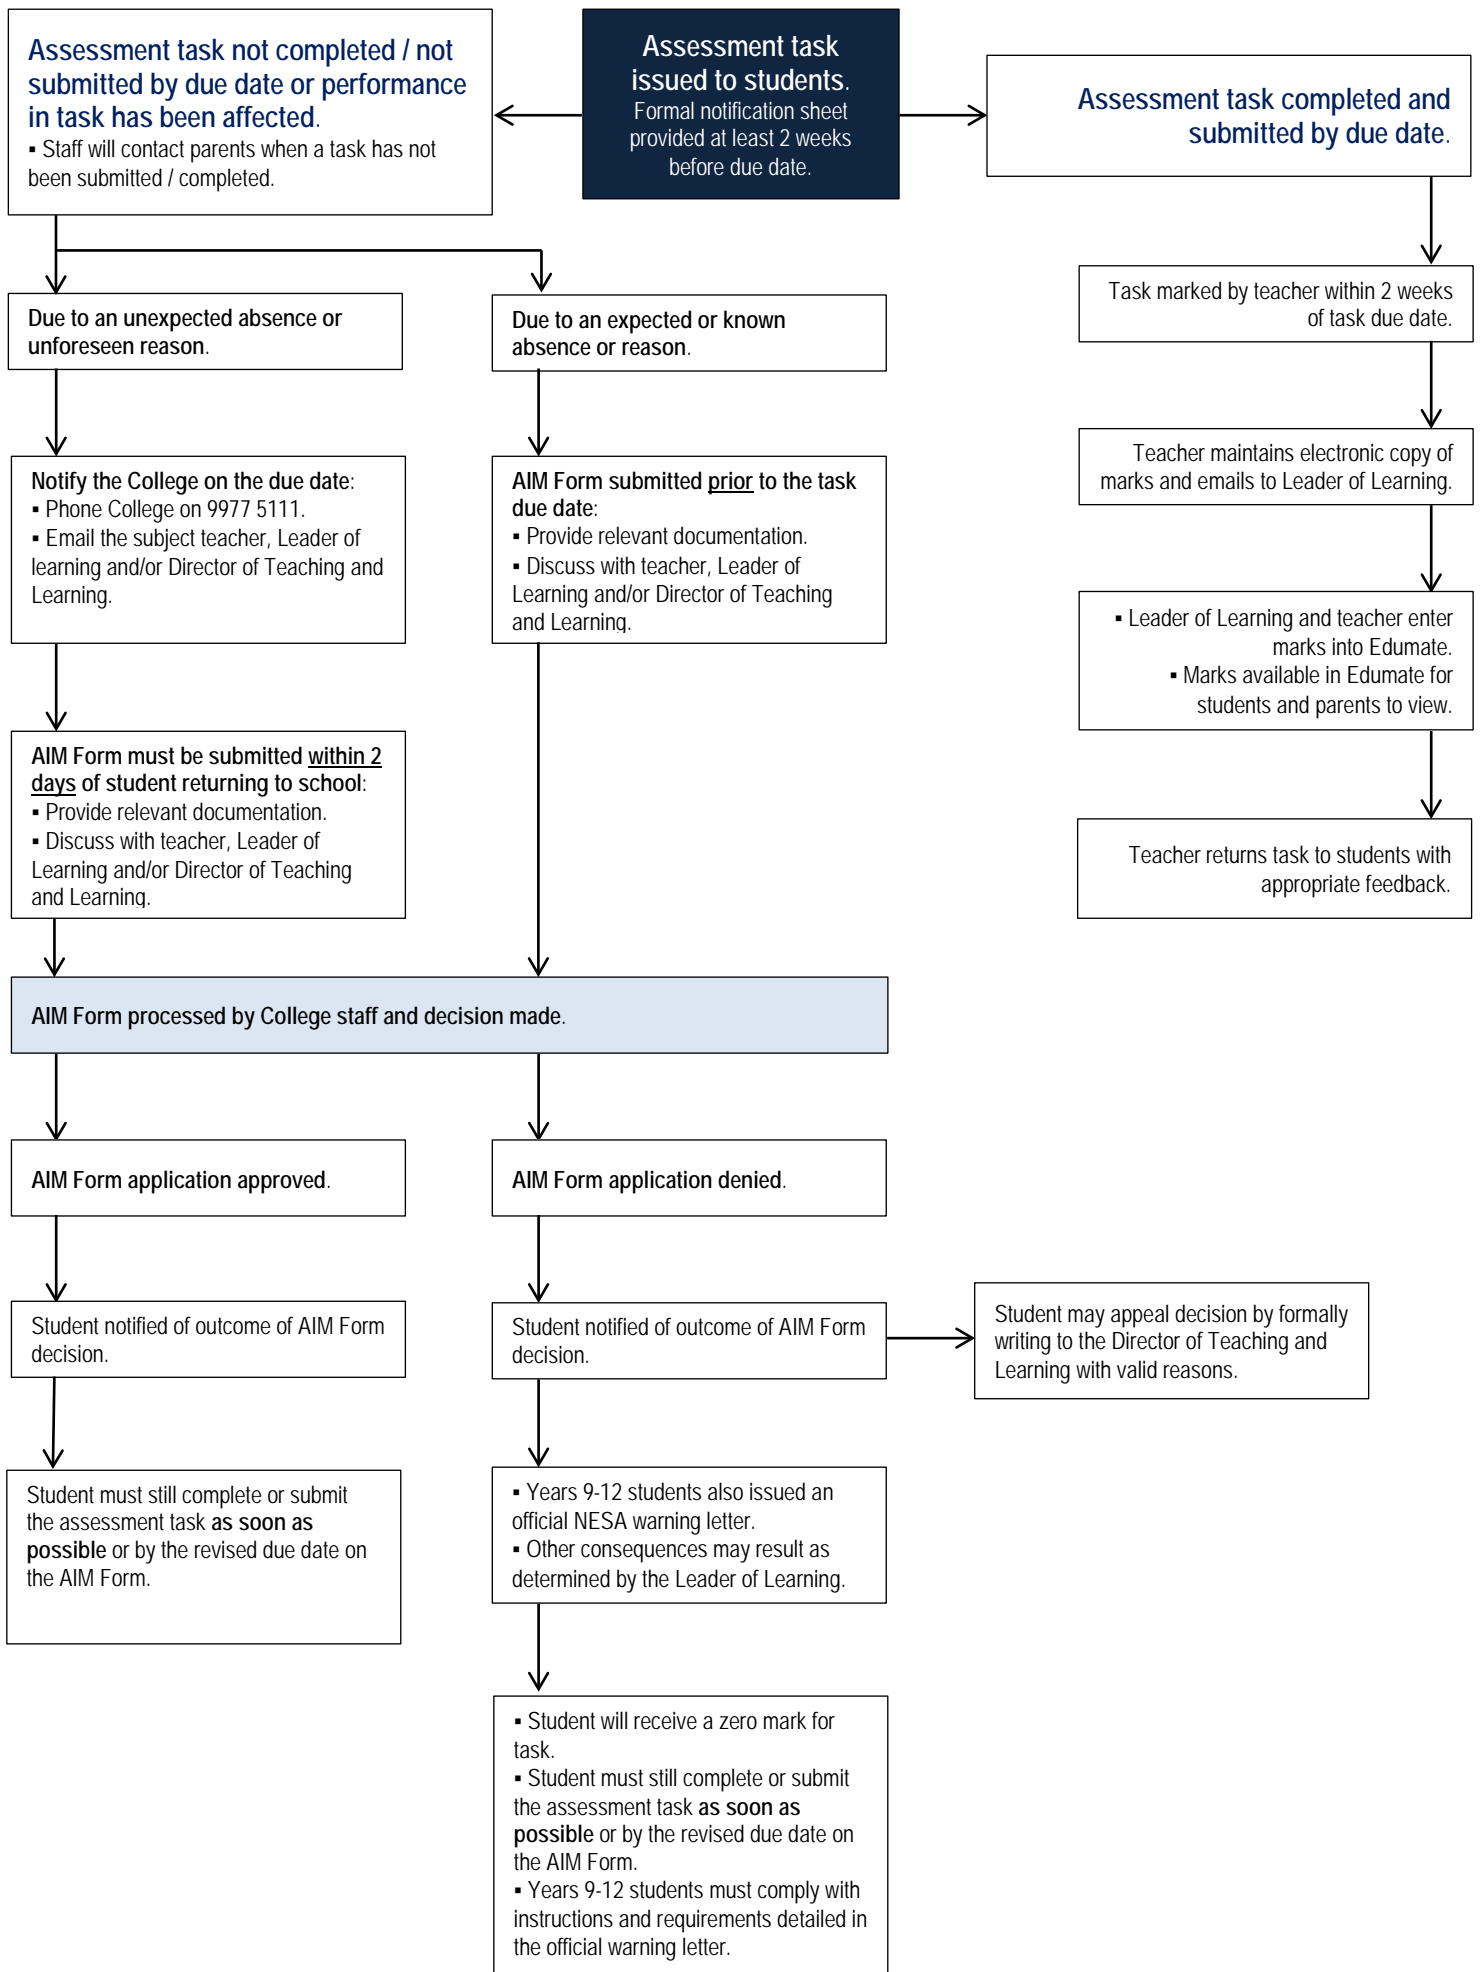 Assessment task not completed / not
submitted by due date or performance
in task has been affected.
▪ Staff will contact parents when a task has not
been submitted / completed.
Assessment task
issued to students.
Formal notification sheet
provided at least 2 weeks
before due date.
Assessment task completed and
submitted by due date.
Due to an unexpected absence or
unforeseen reason.
Due to an expected or known
absence or reason.
Task marked by teacher within 2 weeks
of task due date.
Notify the College on the due date:
▪ Phone College on 9977 5111.
▪ Email the subject teacher, Leader of
learning and/or Director of Teaching and
Learning.
AIM Form submitted prior to the task
due date:
▪ Provide relevant documentation.
▪ Discuss with teacher, Leader of
Learning and/or Director of Teaching
and Learning.
Teacher maintains electronic copy of
marks and emails to Leader of Learning.
▪ Leader of Learning and teacher enter
marks into Edumate.
▪ Marks available in Edumate for
students and parents to view.
AIM Form must be submitted within 2
days of student returning to school:
▪ Provide relevant documentation.
▪ Discuss with teacher, Leader of
Learning and/or Director of Teaching
and Learning.
Teacher returns task to students with
appropriate feedback.
AIM Form processed by College staff and decision made.
AIM Form application approved.
AIM Form application denied.
Student notified of outcome of AIM Form
decision.
Student notified of outcome of AIM Form
decision.
Student may appeal decision by formally
writing to the Director of Teaching and
Learning with valid reasons.
Student must still complete or submit
the assessment task as soon as
possible or by the revised due date on
the AIM Form.
▪ Years 9-12 students also issued an
official NESA warning letter.
▪ Other consequences may result as
determined by the Leader of Learning.
▪ Student will receive a zero mark for
task.
▪ Student must still complete or submit
the assessment task as soon as
possible or by the revised due date on
the AIM Form.
▪ Years 9-12 students must comply with
instructions and requirements detailed in
the official warning letter.